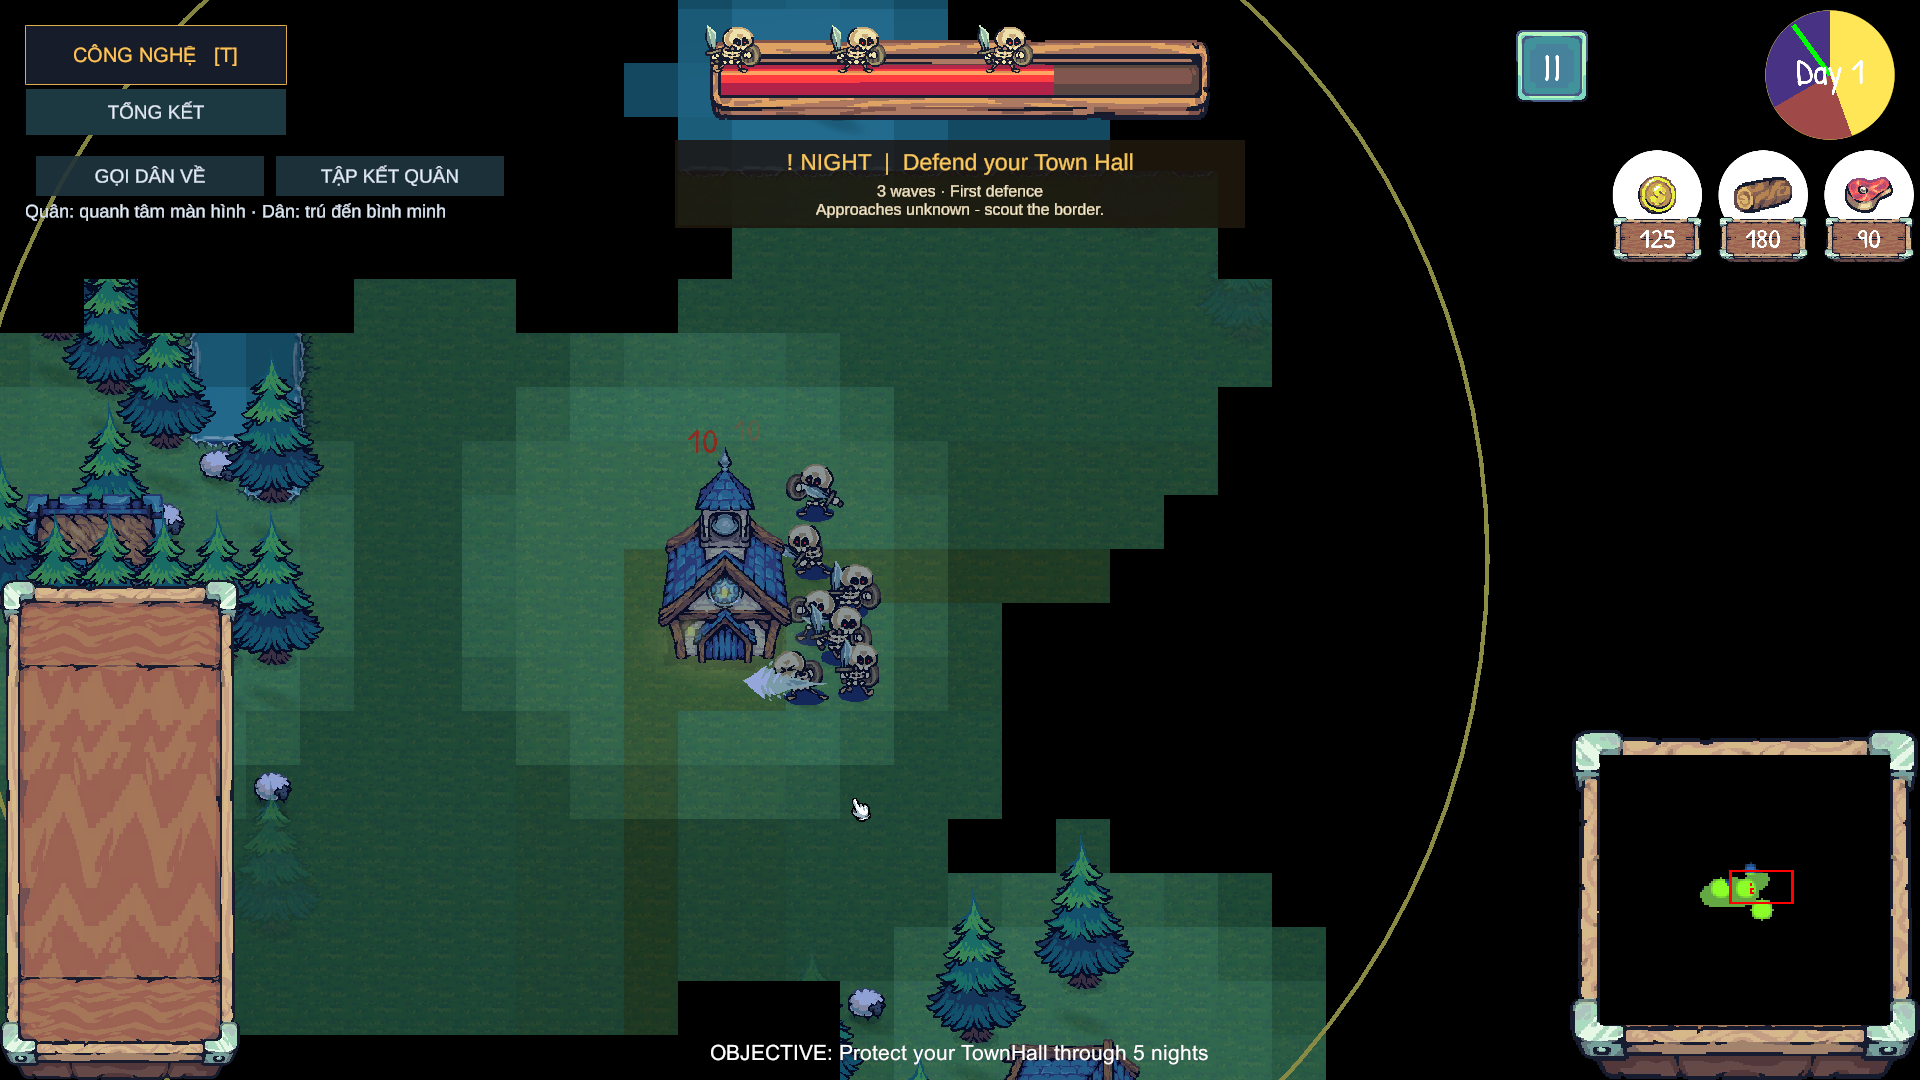 CÔNG NGHỆ [T]
TỔNG KẾT
GỌI DÂN VỀ
TẬP KẾT QUÂN
Quân: quanh tâm màn hình · Dân: trú đến bình minh
! NIGHT | Defend your Town Hall
3 waves · First defence
Approaches unknown - scout the border.
Day 1
125
180
90
10
10
OBJECTIVE: Protect your TownHall through 5 nights